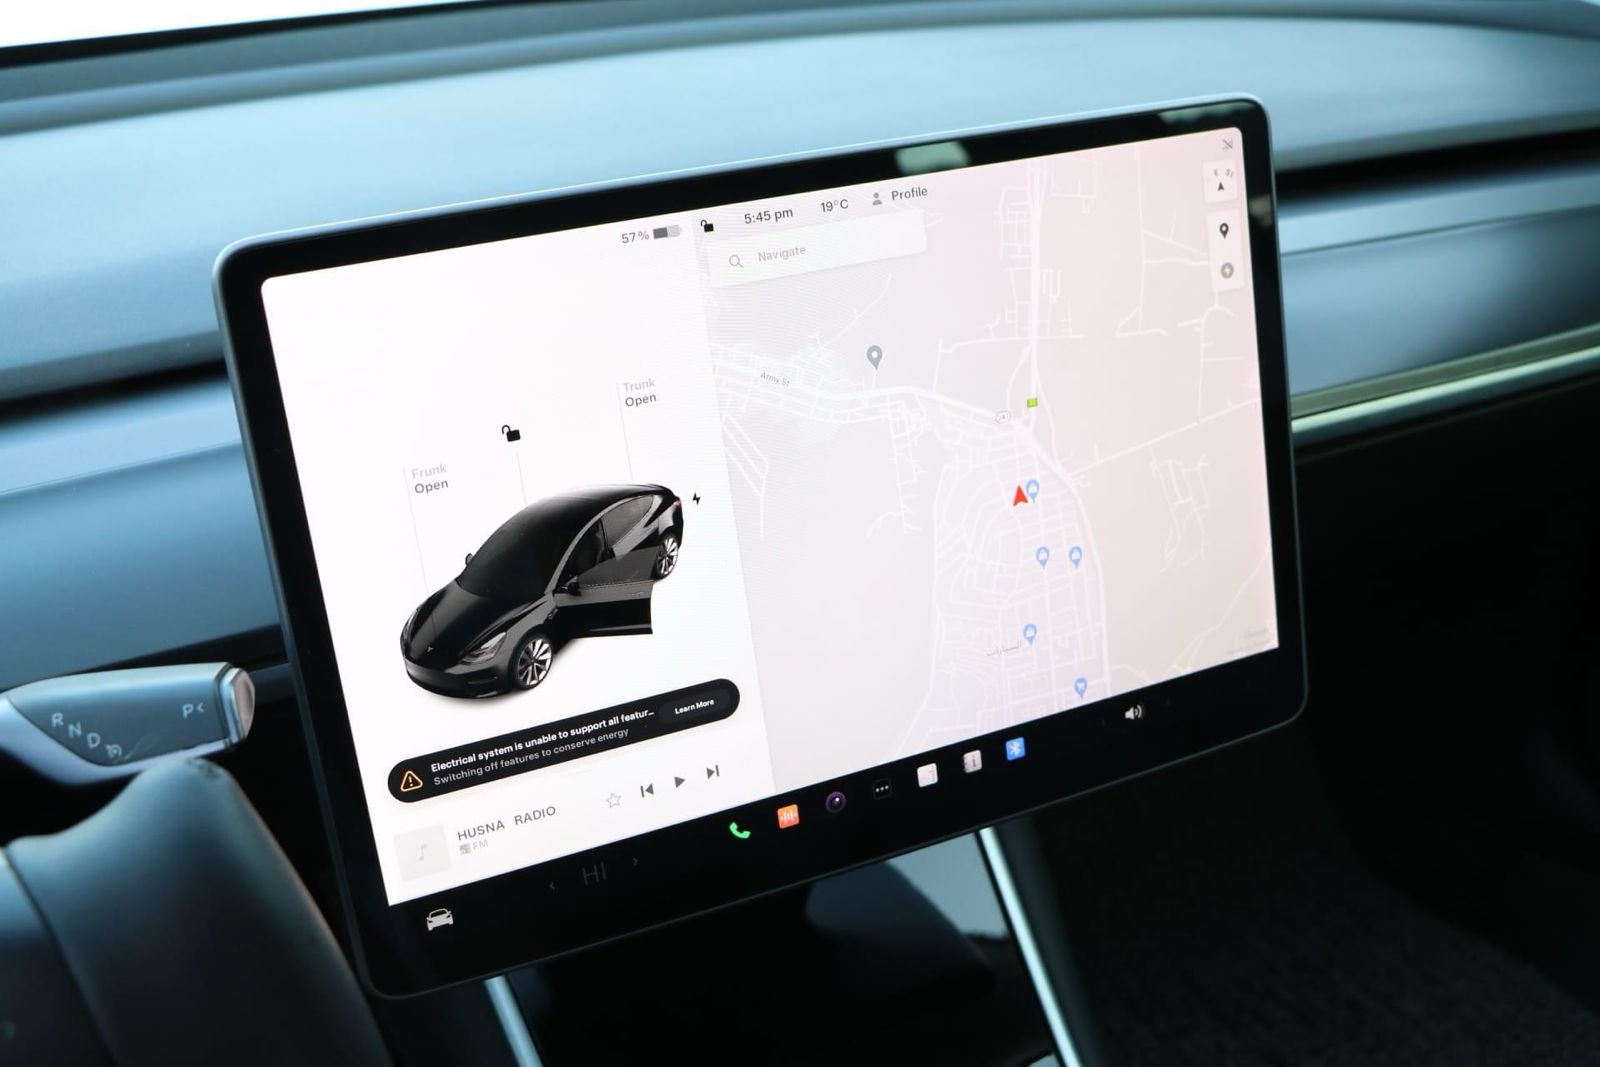 57%
5:45 pm
19°C
Profile
Navigate
Trunk
Open
Frunk
Open
Army St
Electrical system is unable to support all featur...
Switching off features to conserve energy
Learn More
HUSNA RADIO
FM
HI
R
N
D
P